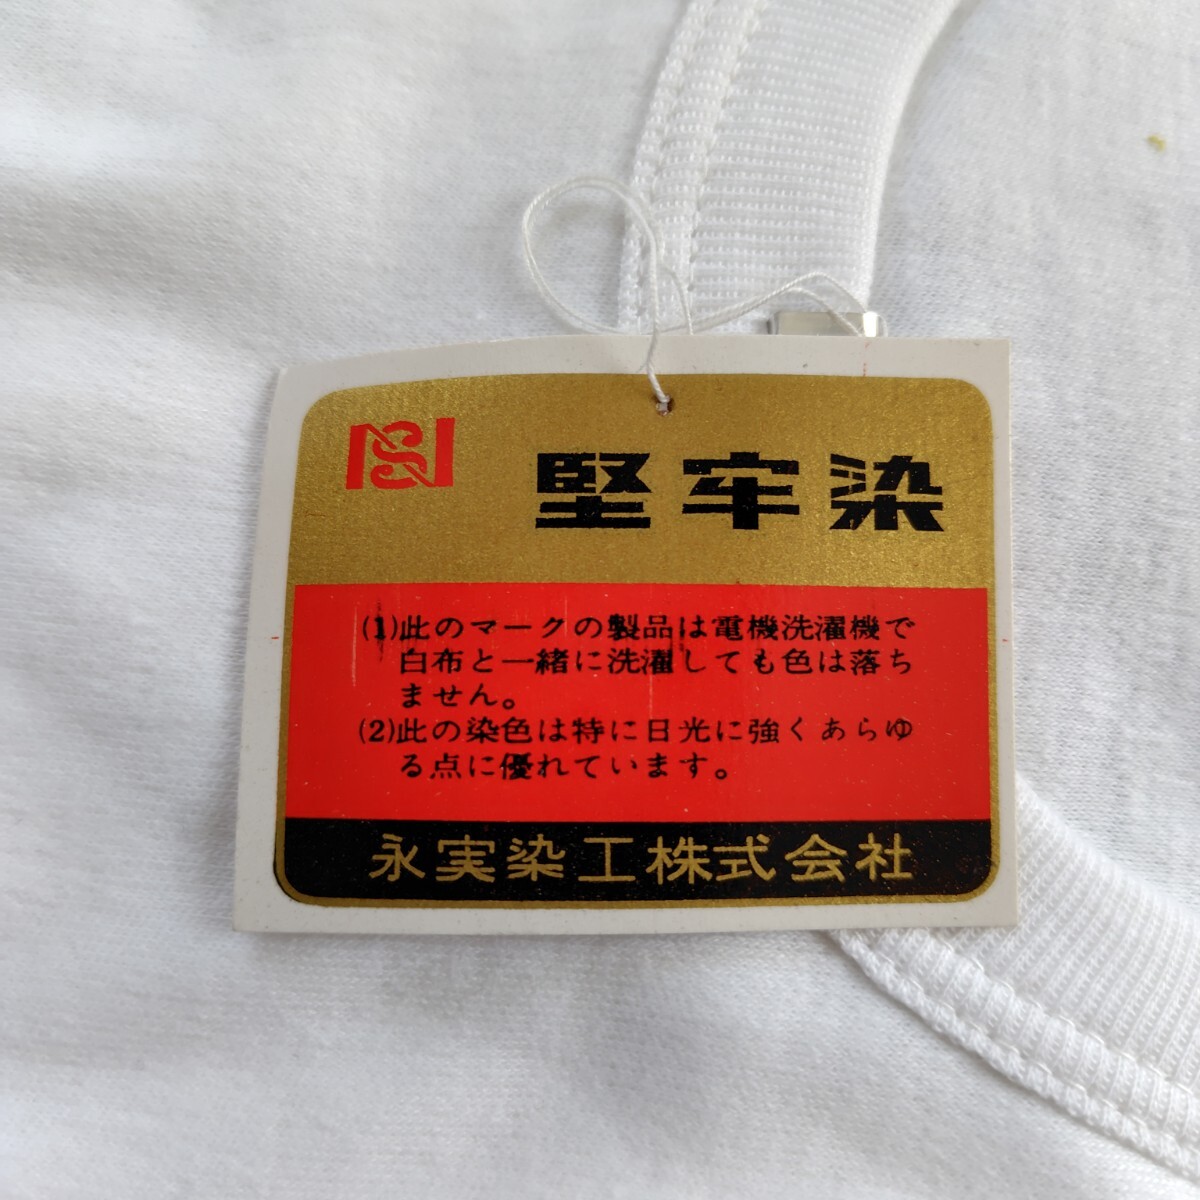 堅牢染
(1)此のマークの製品は電機洗濯機で
白布と一緒に洗濯しても色は落ち
ません。
(2)此の染色は特に日光に強くあらゆ
る点に優れています。
永実染工株式会社